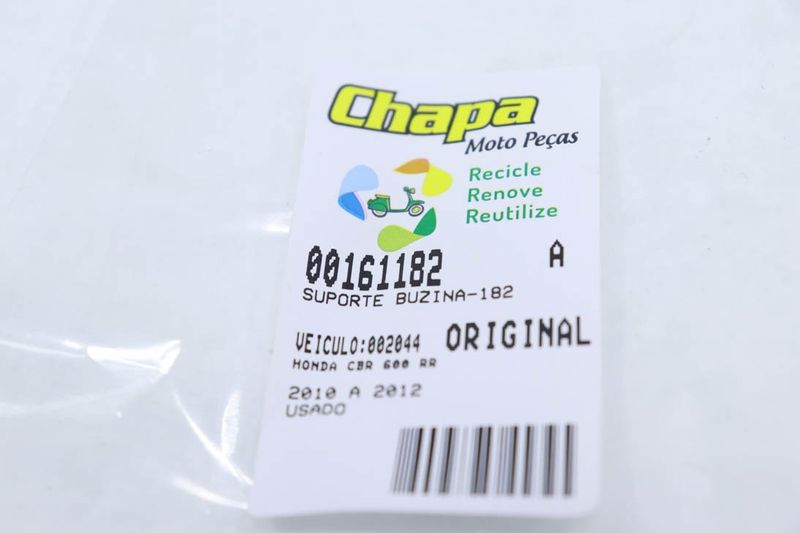 Chapa
Moto Peças
Recicle
Renove
Reutilize
00161182 A
SUPORTE BUZINA-182
VEICULO:002044 ORIGINAL
HONDA CBR 600 RR
2010 A 2012
USADO